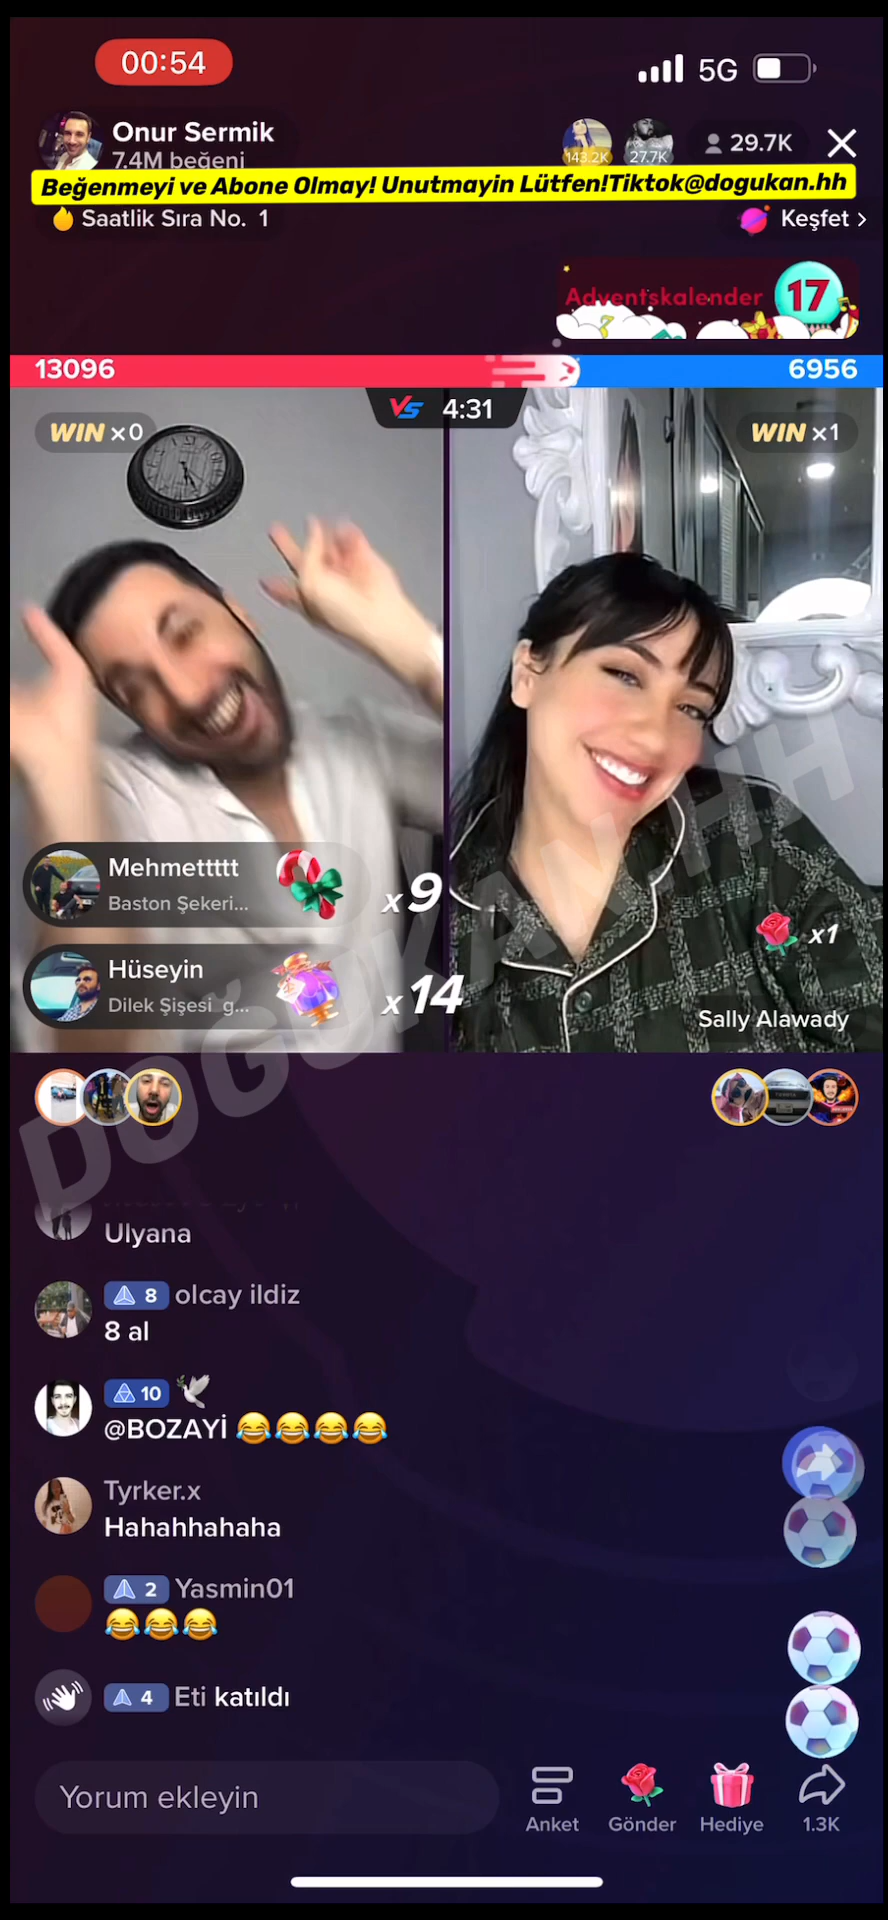 00:54
5G
Onur Sermik
7.4M beğeni
143.2K
27.7K
29.7K
Beğenmeyi ve Abone Olmay! Unutmayin Lütfen!Tiktok@dogukan.hh
Saatlik Sıra No. 1
Keşfet >
Adventskalender 17
13096
6956
VS 4:31
WIN x0
WIN x1
Mehmettttt
Baston Şekeri...
x9
Hüseyin
Dilek Şişesi g...
x14
x1
Sally Alawady
DOĞUKAN.HH
Ulyana
8 olcay ildiz
8 al
10
@BOZAYİ 😂😂😂😂
Tyrker.x
Hahahhahaha
2 Yasmin01
😂😂😂
4 Eti katıldı
Yorum ekleyin
Anket
Gönder
Hediye
1.3K